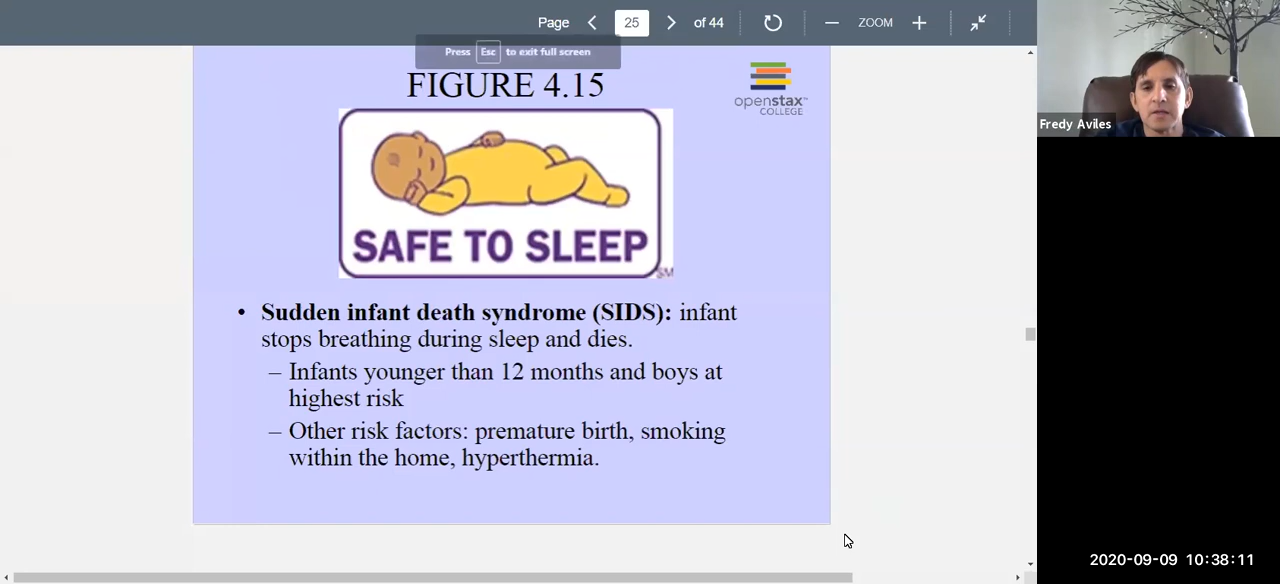 Page
25
of 44
ZOOM
Press Esc to exit full screen
FIGURE 4.15
openstax™
COLLEGE
SAFE TO SLEEP
SM
• Sudden infant death syndrome (SIDS): infant
stops breathing during sleep and dies.
– Infants younger than 12 months and boys at
highest risk
– Other risk factors: premature birth, smoking
within the home, hyperthermia.
Fredy Aviles
2020-09-09 10:38:11